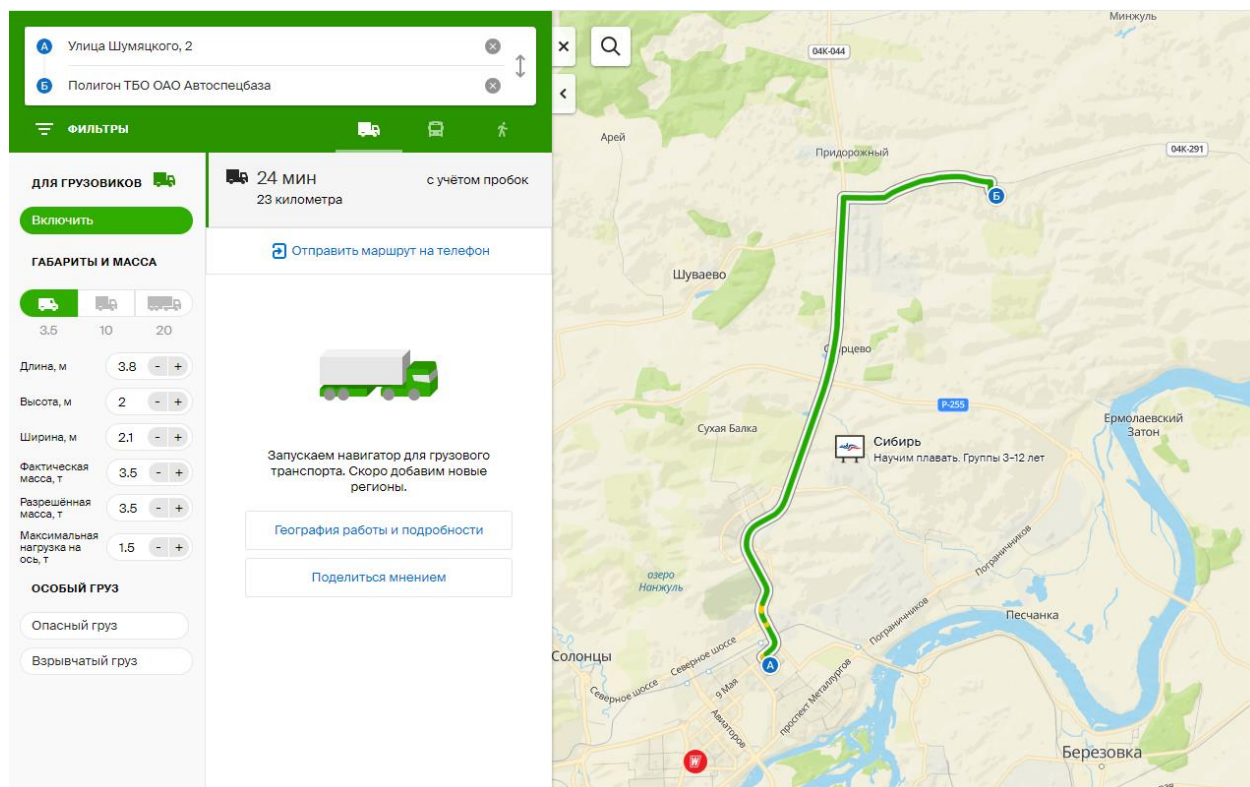 А Улица Шумяцкого, 2
Б Полигон ТБО ОАО Автоспецбаза
ФИЛЬТРЫ
ДЛЯ ГРУЗОВИКОВ
Включить
ГАБАРИТЫ И МАССА
3.5 10 20
Длина, м 3.8 - +
Высота, м 2 - +
Ширина, м 2.1 - +
Фактическая
масса, т 3.5 - +
Разрешённая
масса, т 3.5 - +
Максимальная
нагрузка на
ось, т 1.5 - +
ОСОБЫЙ ГРУЗ
Опасный груз
Взрывчатый груз
24 мин с учётом пробок
23 километра
Отправить маршрут на телефон
Запускаем навигатор для грузового
транспорта. Скоро добавим новые
регионы.
География работы и подробности
Поделиться мнением
Минжуль
04К-044
Арей
Придорожный
04К-291
Б
Шуваево
Р-255
Ермолаевский
Затон
Сухая Балка
Сибирь
Научим плавать. Группы 3-12 лет
Пограничников
озеро
Нанжуль
Песчанка
Пограничников
Солонцы
Северное шоссе
Северное шоссе
А
9 Мая
проспект Металлургов
Авиаторов
Березовка